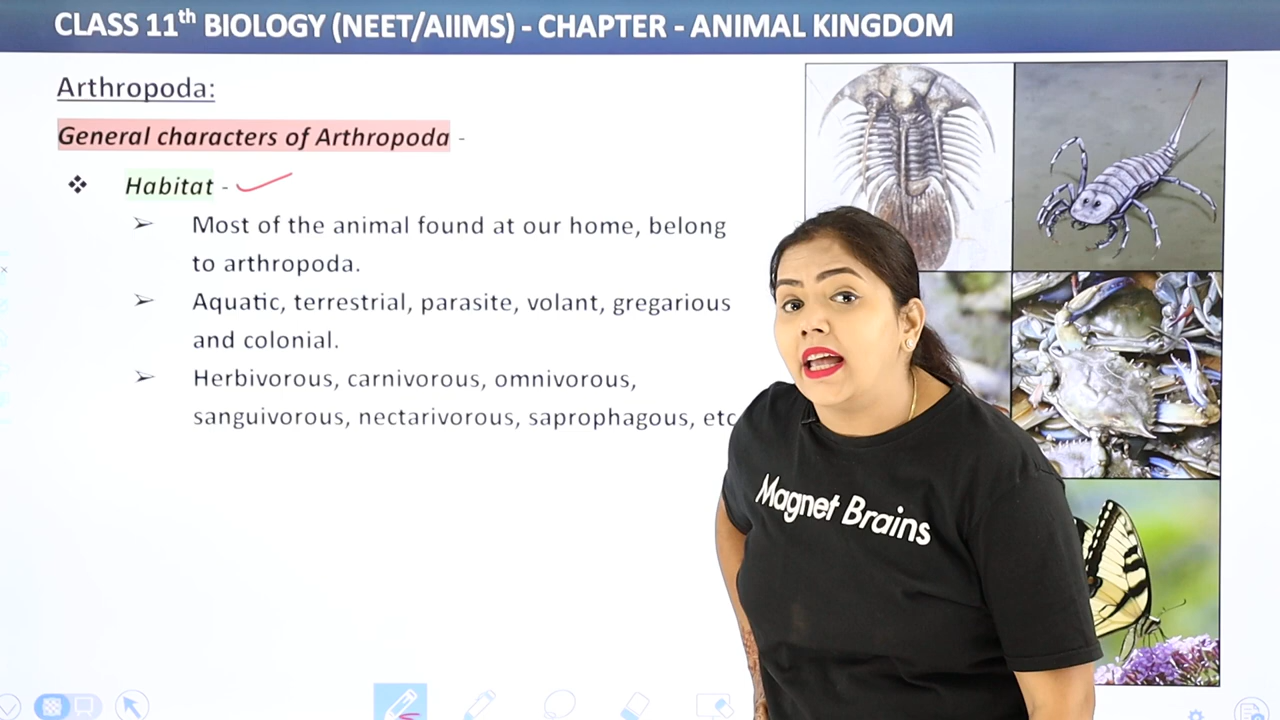 CLASS 11th BIOLOGY (NEET/AIIMS) - CHAPTER - ANIMAL KINGDOM
Arthropoda:
General characters of Arthropoda -
❖ Habitat -
➢ Most of the animal found at our home, belong
to arthropoda.
➢ Aquatic, terrestrial, parasite, volant, gregarious
and colonial.
➢ Herbivorous, carnivorous, omnivorous,
sanguivorous, nectarivorous, saprophagous, etc
Magnet Brains